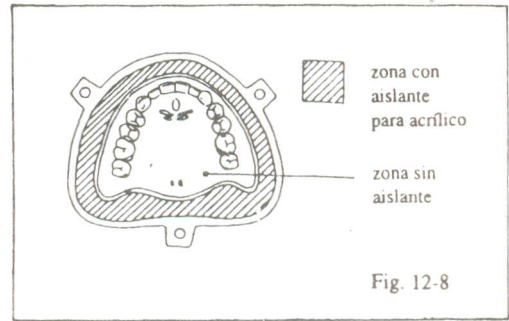 zona con
aislante
para acrílico
zona sin
aislante
Fig. 12-8